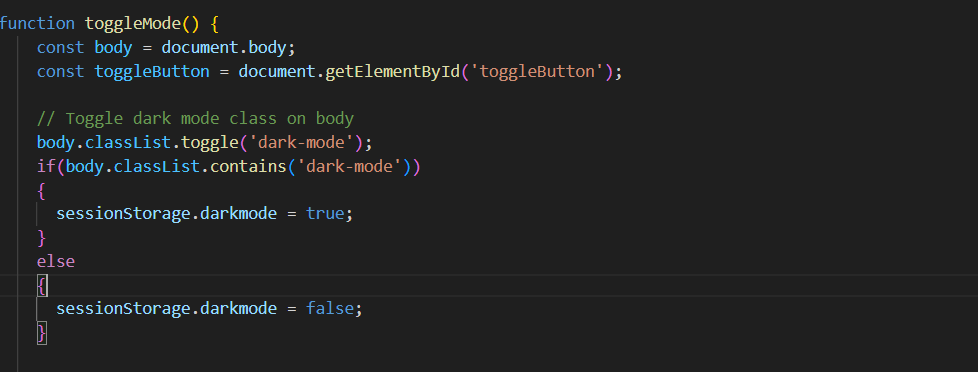 function toggleMode() {
const body = document.body;
const toggleButton = document.getElementById('toggleButton');
// Toggle dark mode class on body
body.classList.toggle('dark-mode');
if(body.classList.contains('dark-mode'))
{
sessionStorage.darkmode = true;
}
else
{
sessionStorage.darkmode = false;
}